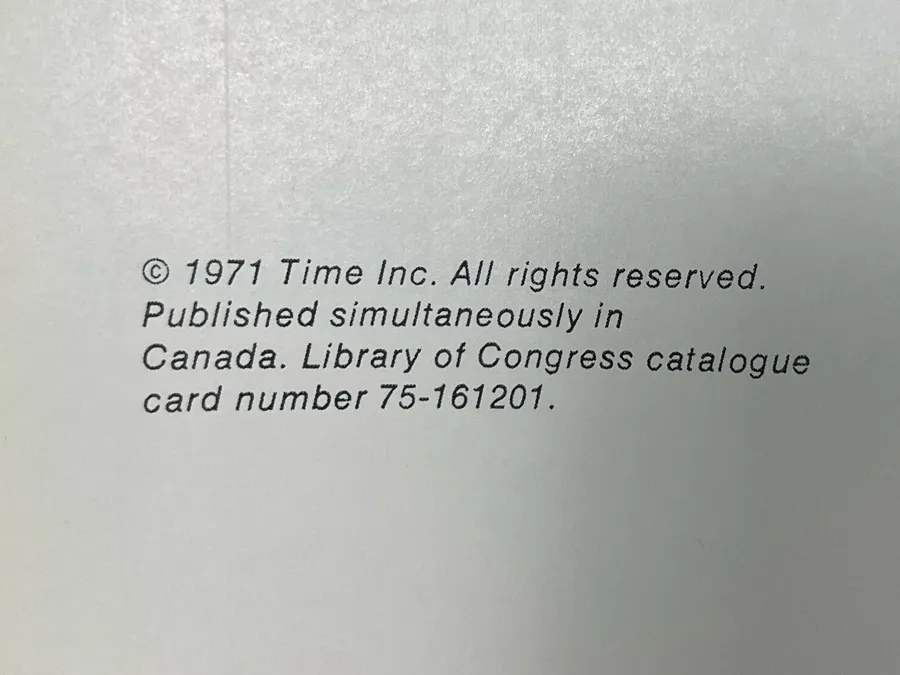 © 1971 Time Inc. All rights reserved.
Published simultaneously in
Canada. Library of Congress catalogue
card number 75-161201.